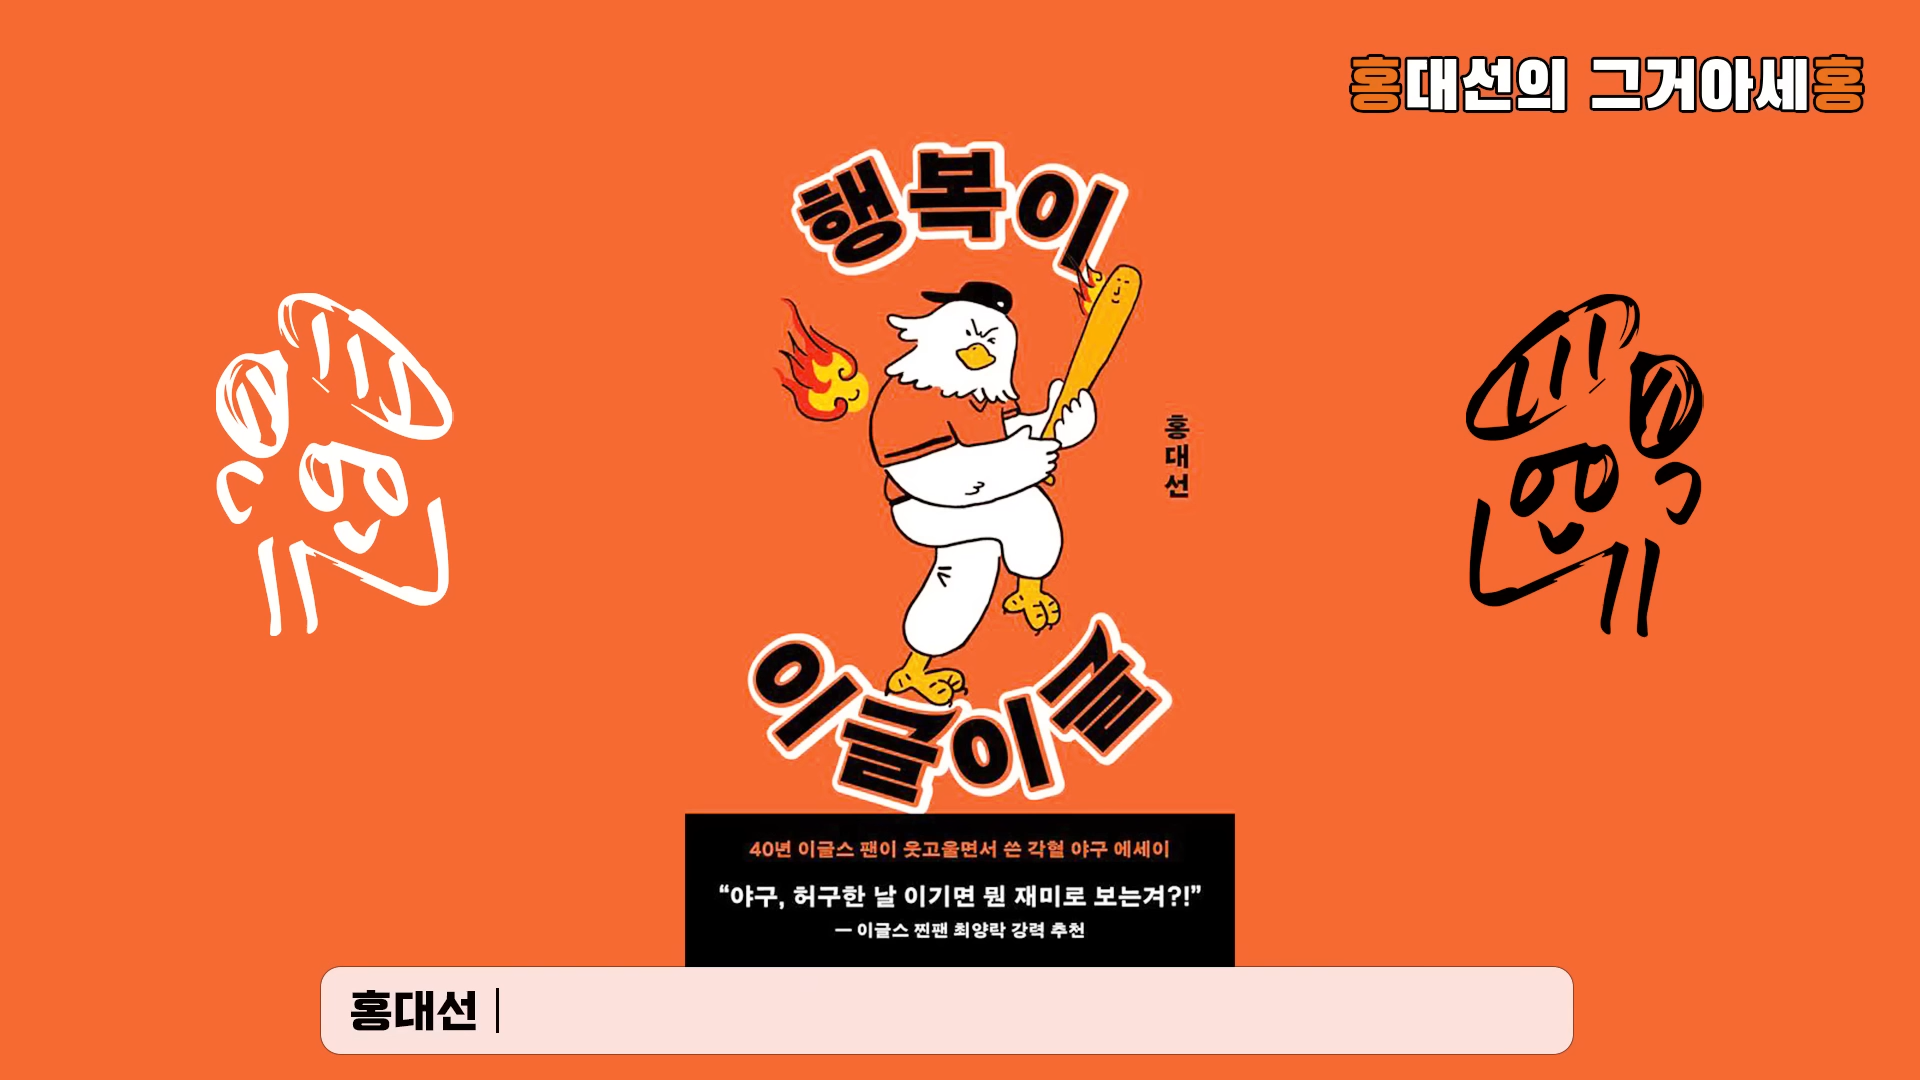 홍대선의 그거아세홍
행복이
홍대선
이글이글
40년 이글스 팬이 웃고울면서 쓴 각혈 야구 에세이
“야구, 허구한 날 이기면 뭔 재미로 보는겨?!”
— 이글스 찐팬 최양락 강력 추천
홍대선 |